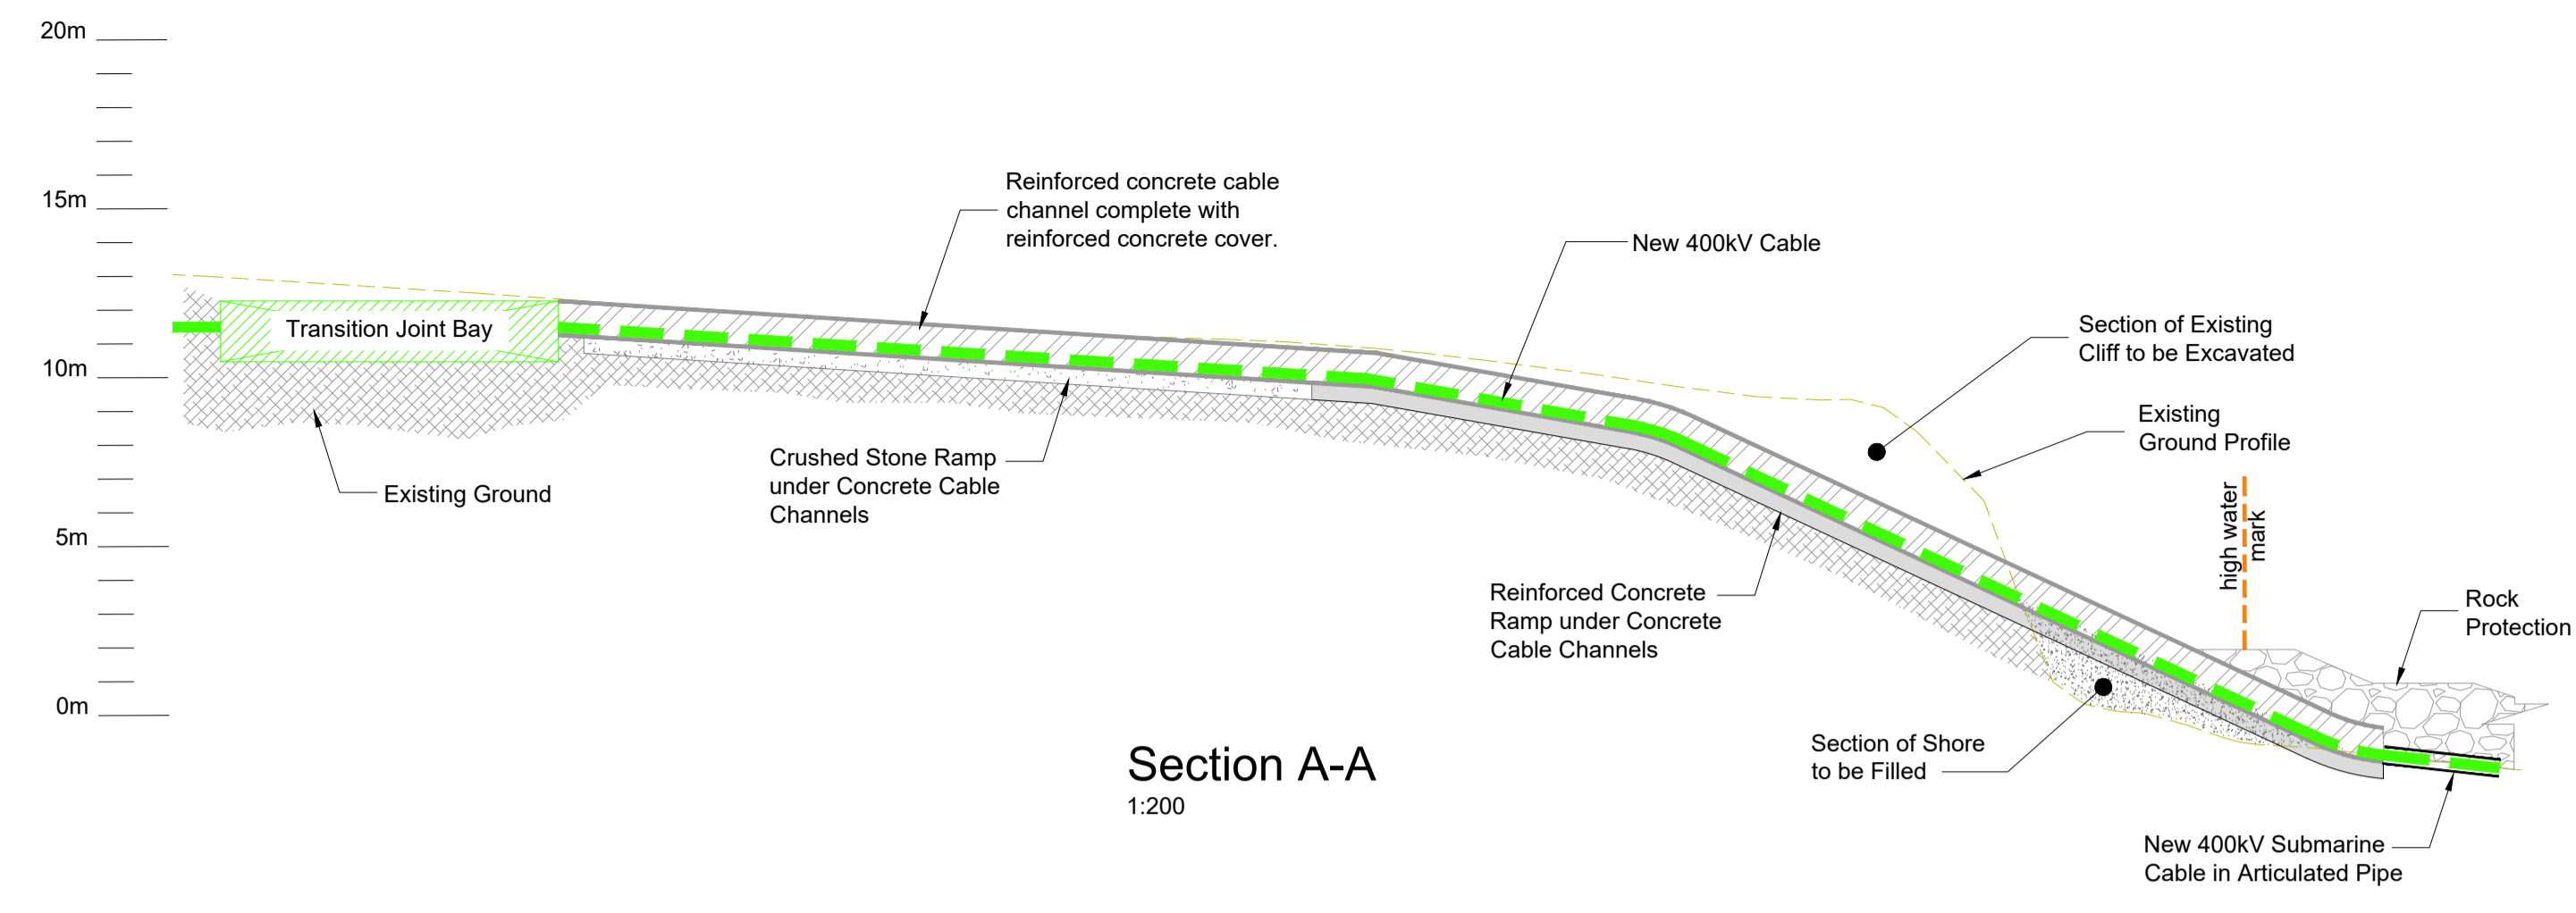 20m
15m
10m
5m
0m
Reinforced concrete cable
channel complete with
reinforced concrete cover.
New 400kV Cable
Section of Existing
Cliff to be Excavated
Transition Joint Bay
Existing
Ground Profile
Existing Ground
Crushed Stone Ramp
under Concrete Cable
Channels
high water
mark
Reinforced Concrete
Ramp under Concrete
Cable Channels
Rock
Protection
Section of Shore
to be Filled
Section A-A
1:200
New 400kV Submarine
Cable in Articulated Pipe